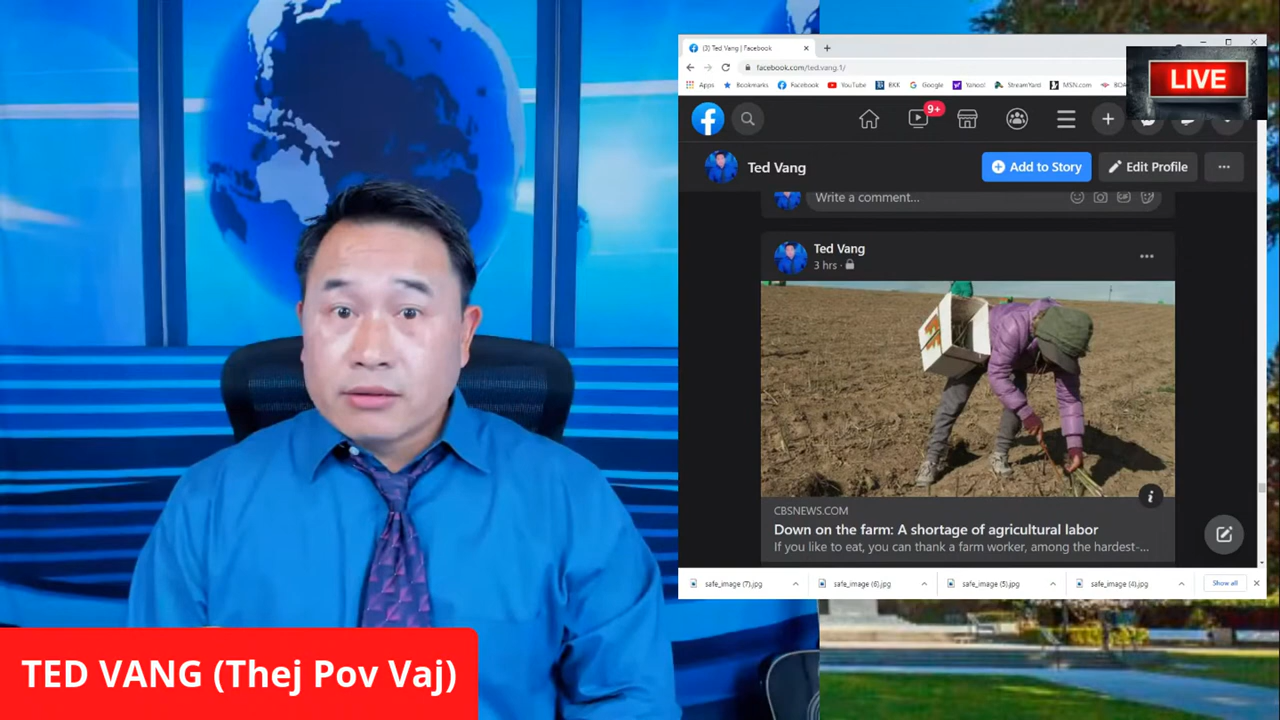 (3) Ted Vang | Facebook
facebook.com/ted.vang.1/
Apps Bookmarks Facebook YouTube BKK Google Yahoo! StreamYard MSN.com
LIVE
9+
Ted Vang
Add to Story
Edit Profile
Write a comment...
Ted Vang
3 hrs ·
CBSNEWS.COM
Down on the farm: A shortage of agricultural labor
If you like to eat, you can thank a farm worker, among the hardest-...
safe_image (7).jpg
safe_image (6).jpg
safe_image (5).jpg
safe_image (4).jpg
Show all
TED VANG (Thej Pov Vaj)